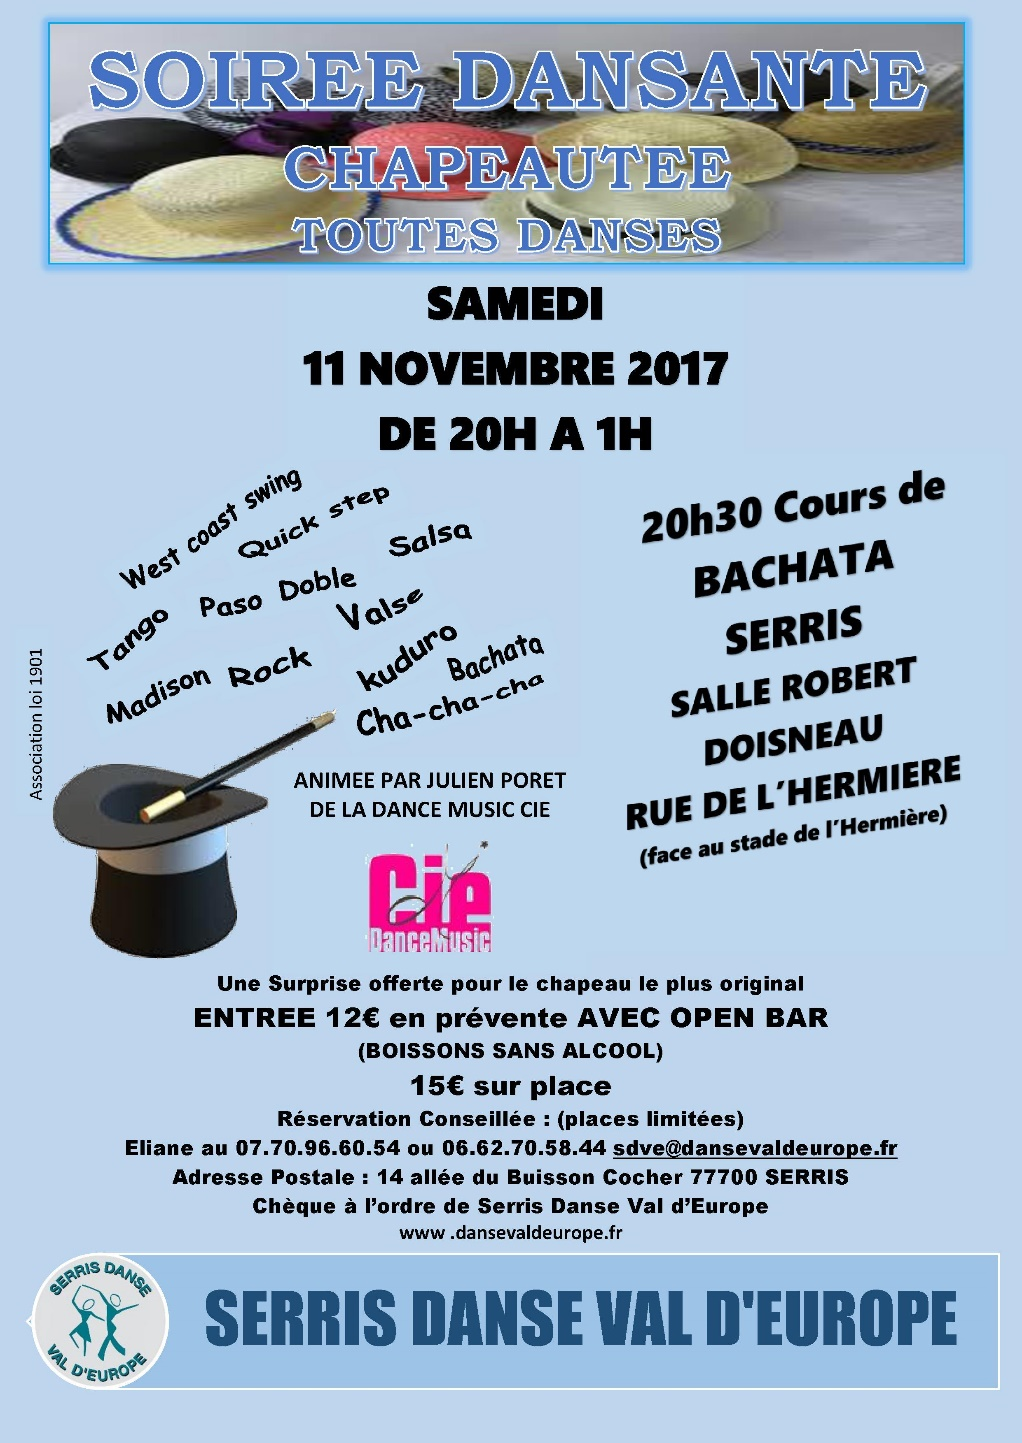 SOIREE DANSANTE
CHAPEAUTEE
TOUTES DANSES
SAMEDI
11 NOVEMBRE 2017
DE 20H A 1H
West coast swing
Quick step
Salsa
Tango
Paso Doble
Valse
Madison
Rock
kuduro
Bachata
Cha-cha-cha
20h30 Cours de
BACHATA
SERRIS
SALLE ROBERT
DOISNEAU
RUE DE L'HERMIERE
(face au stade de l'Hermière)
Association loi 1901
ANIMEE PAR JULIEN PORET
DE LA DANCE MUSIC CIE
Cie
DanceMusic
Une Surprise offerte pour le chapeau le plus original
ENTREE 12€ en prévente AVEC OPEN BAR
(BOISSONS SANS ALCOOL)
15€ sur place
Réservation Conseillée : (places limitées)
Eliane au 07.70.96.60.54 ou 06.62.70.58.44 sdve@dansevaldeurope.fr
Adresse Postale : 14 allée du Buisson Cocher 77700 SERRIS
Chèque à l'ordre de Serris Danse Val d'Europe
www .dansevaldeurope.fr
SERRIS DANSE
VAL D'EUROPE
SERRIS DANSE VAL D'EUROPE